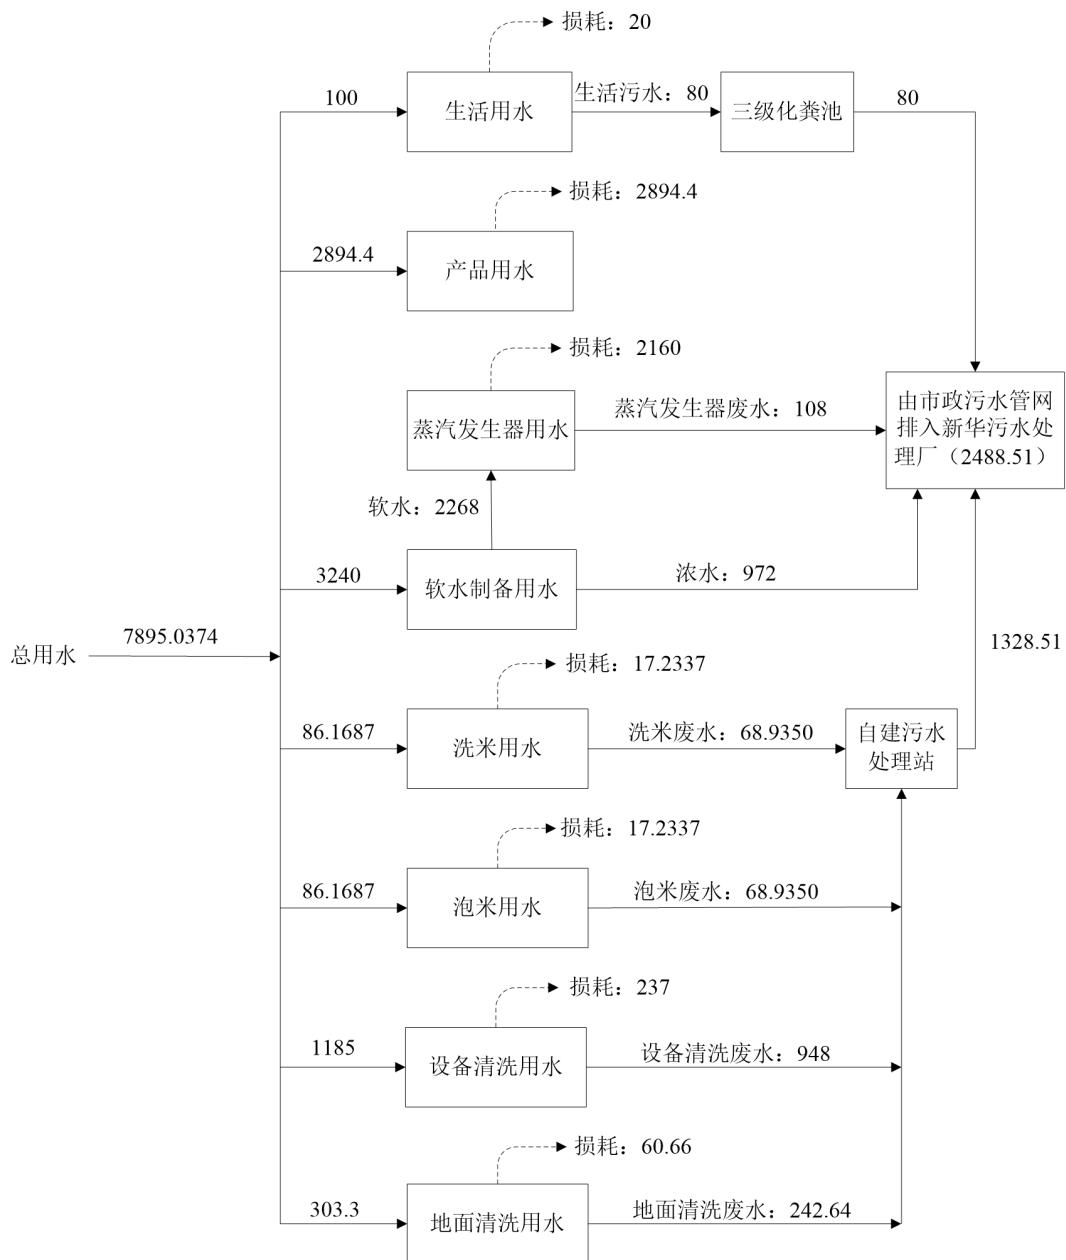 损耗：20
100
生活用水
生活污水：80
三级化粪池
80
损耗：2894.4
2894.4
产品用水
损耗：2160
蒸汽发生器用水
蒸汽发生器废水：108
由市政污水管网
排入新华污水处
理厂（2488.51）
软水：2268
3240
软水制备用水
浓水：972
总用水
7895.0374
1328.51
损耗：17.2337
86.1687
洗米用水
洗米废水：68.9350
自建污水
处理站
损耗：17.2337
86.1687
泡米用水
泡米废水：68.9350
损耗：237
1185
设备清洗用水
设备清洗废水：948
损耗：60.66
303.3
地面清洗用水
地面清洗废水：242.64